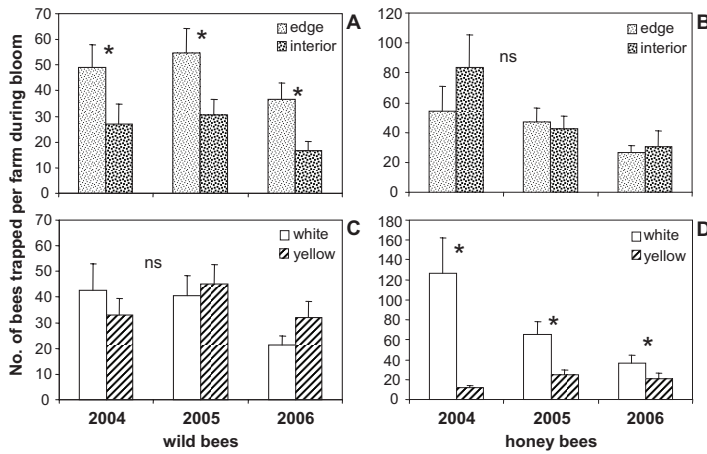 No. of bees trapped per farm during bloom
A
70
60
50
40
30
20
10
0
edge
interior
*
*
*
B
120
100
80
60
40
20
0
edge
interior
ns
C
70
60
50
40
30
20
10
0
white
yellow
ns
2004 2005 2006
wild bees
D
180
160
140
120
100
80
60
40
20
0
white
yellow
*
*
*
2004 2005 2006
honey bees